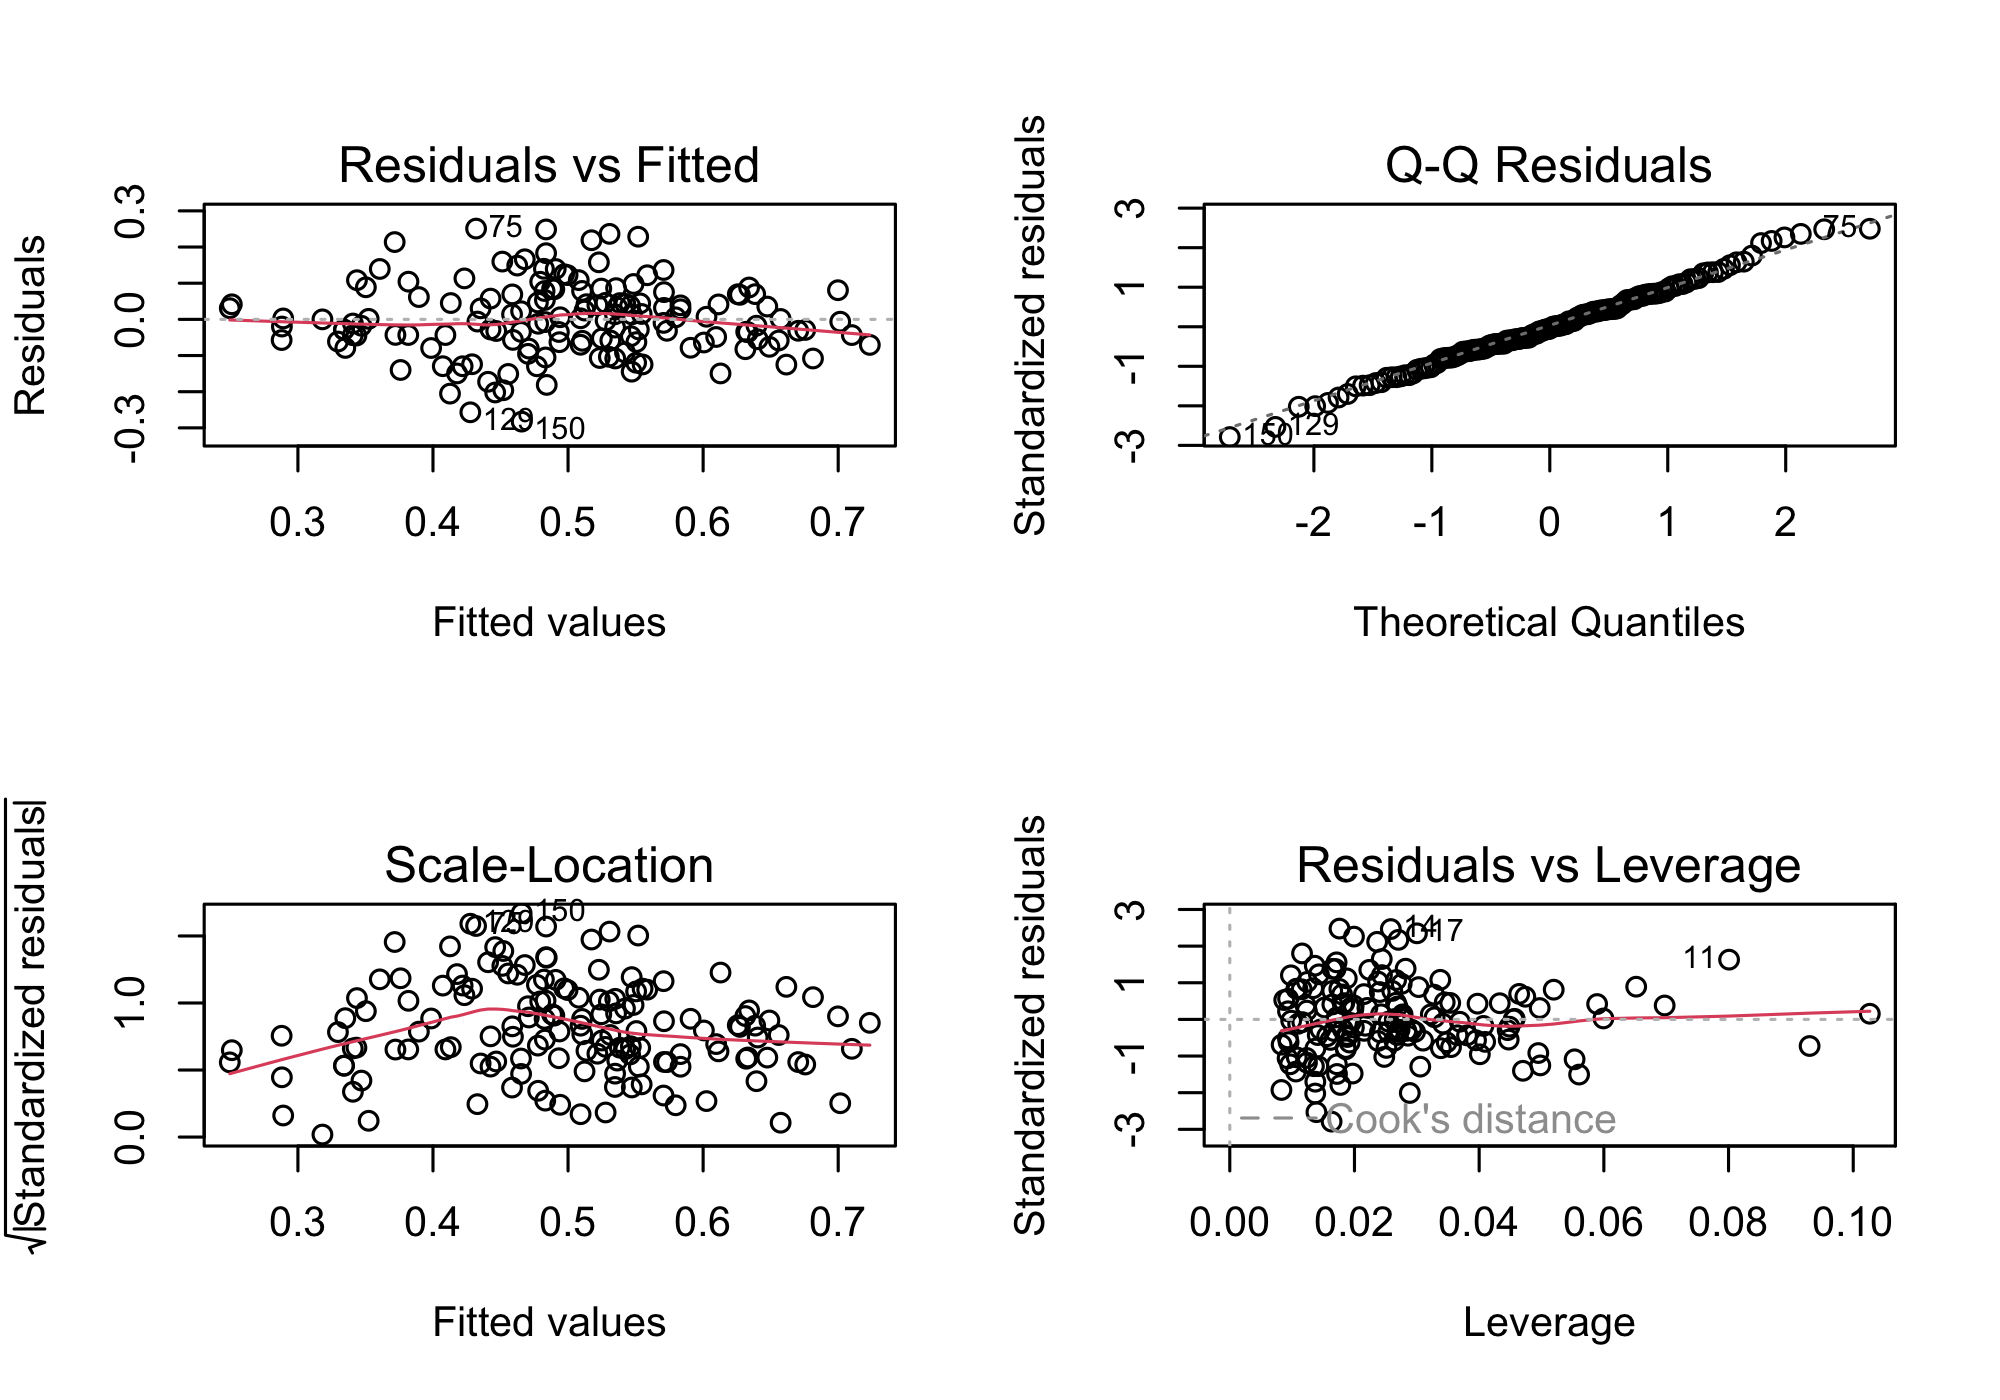 Residuals vs Fitted
Residuals
0.3
0.0
-0.3
75
129
150
0.3 0.4 0.5 0.6 0.7
Fitted values
Q-Q Residuals
Standardized residuals
3
1
-1
-3
75
150
129
-2 -1 0 1 2
Theoretical Quantiles
Scale-Location
√|Standardized residuals|
1.0
0.0
129
75
150
0.3 0.4 0.5 0.6 0.7
Fitted values
Residuals vs Leverage
Standardized residuals
3
1
-1
-3
Cook's distance
11
0.00 0.02 0.04 0.06 0.08 0.10
Leverage